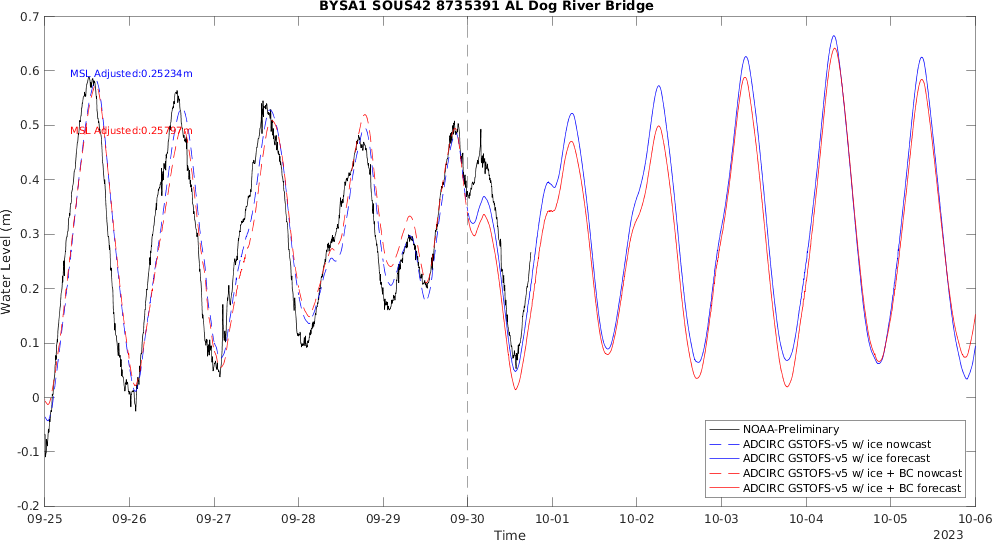 BYSA1 SOUS42 8735391 AL Dog River Bridge
0.7
0.6
0.5
0.4
0.3
0.2
0.1
0
-0.1
-0.2
Water Level (m)
MSL Adjusted:0.25234m
MSL Adjusted:0.25797m
NOAA-Preliminary
ADCIRC GSTOFS-v5 w/ ice nowcast
ADCIRC GSTOFS-v5 w/ ice forecast
ADCIRC GSTOFS-v5 w/ ice + BC nowcast
ADCIRC GSTOFS-v5 w/ ice + BC forecast
09-25 09-26 09-27 09-28 09-29 09-30 10-01 10-02 10-03 10-04 10-05 10-06
Time
2023